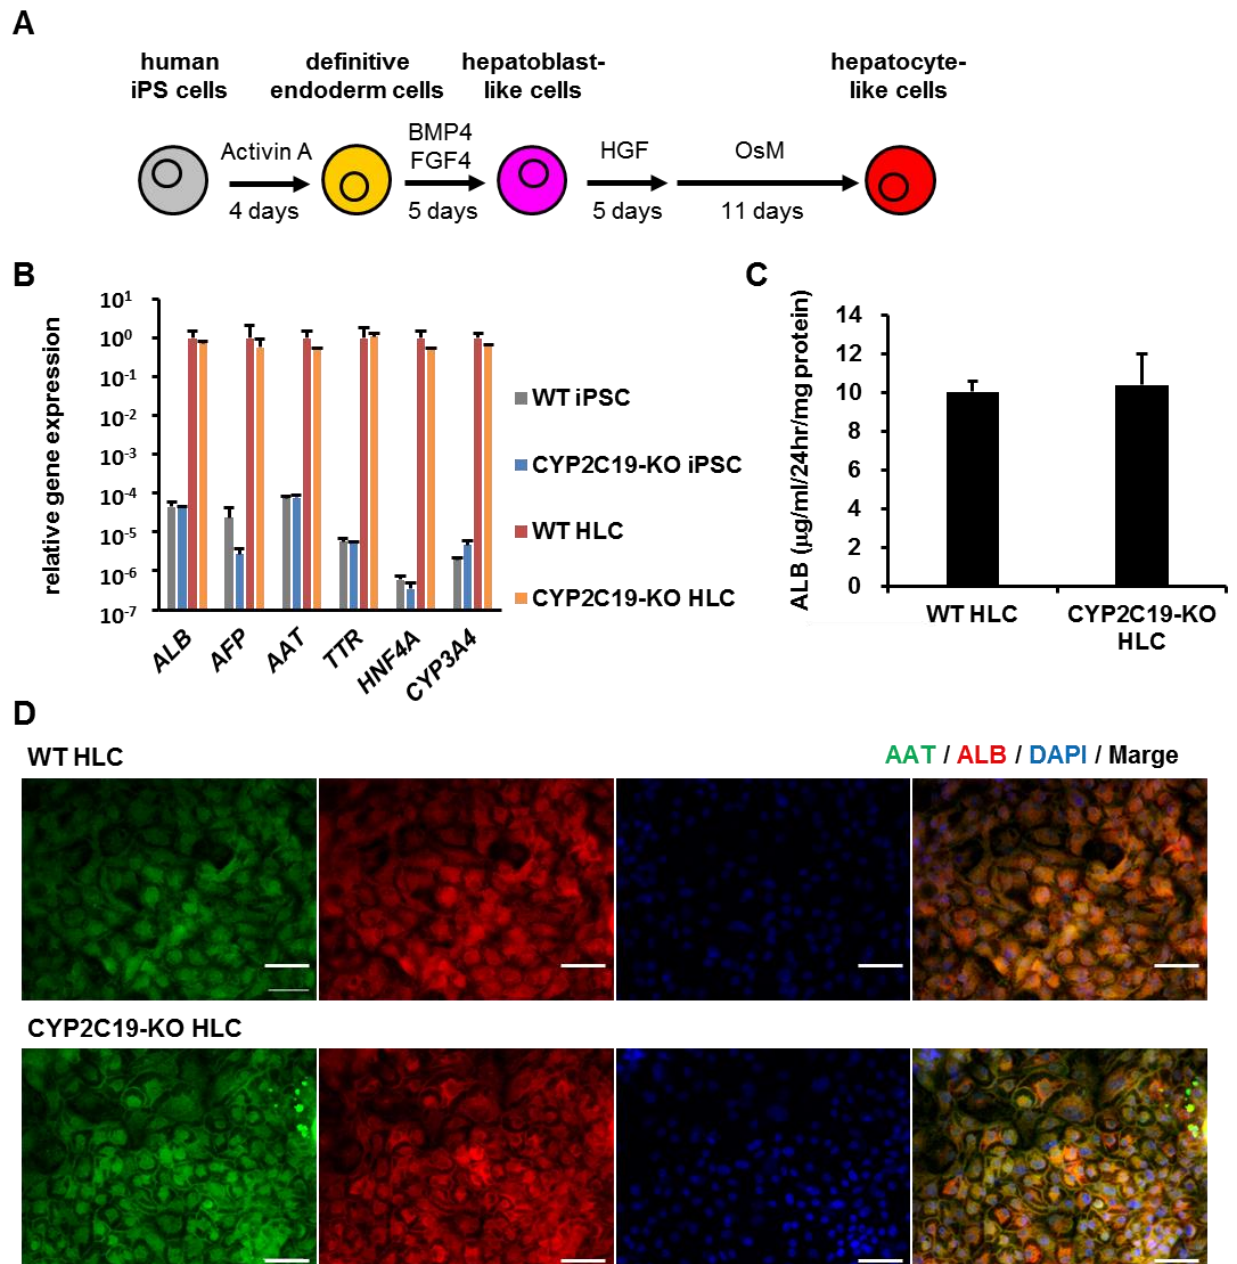 A
human
iPS cells
definitive
endoderm cells
hepatoblast-
like cells
hepatocyte-
like cells
Activin A
4 days
BMP4
FGF4
5 days
HGF
5 days
OsM
11 days
B
relative gene expression
10¹
10⁰
10⁻¹
10⁻²
10⁻³
10⁻⁴
10⁻⁵
10⁻⁶
10⁻⁷
ALB
AFP
AAT
TTR
HNF4A
CYP3A4
WT iPSC
CYP2C19-KO iPSC
WT HLC
CYP2C19-KO HLC
C
ALB (µg/ml/24hr/mg protein)
14
12
10
8
6
4
2
0
WT HLC
CYP2C19-KO
HLC
D
WT HLC
AAT / ALB / DAPI / Marge
CYP2C19-KO HLC